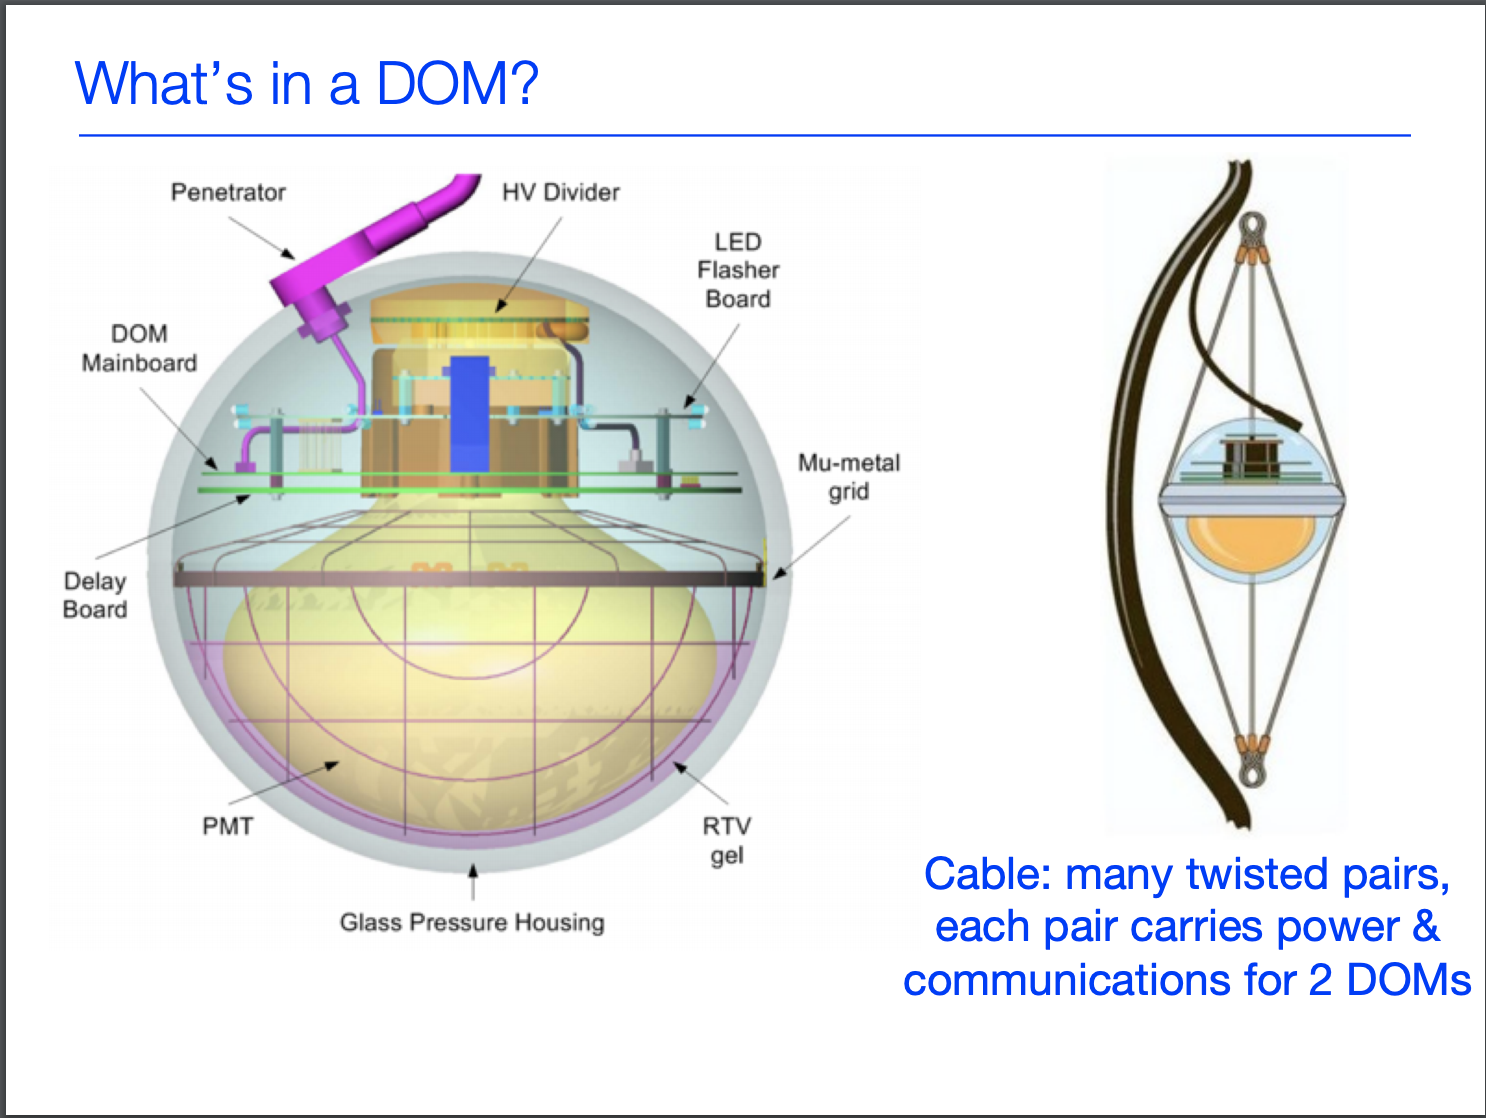 What's in a DOM?
Penetrator
HV Divider
LED
Flasher
Board
DOM
Mainboard
Mu-metal
grid
Delay
Board
PMT
RTV
gel
Glass Pressure Housing
Cable: many twisted pairs,
each pair carries power &
communications for 2 DOMs